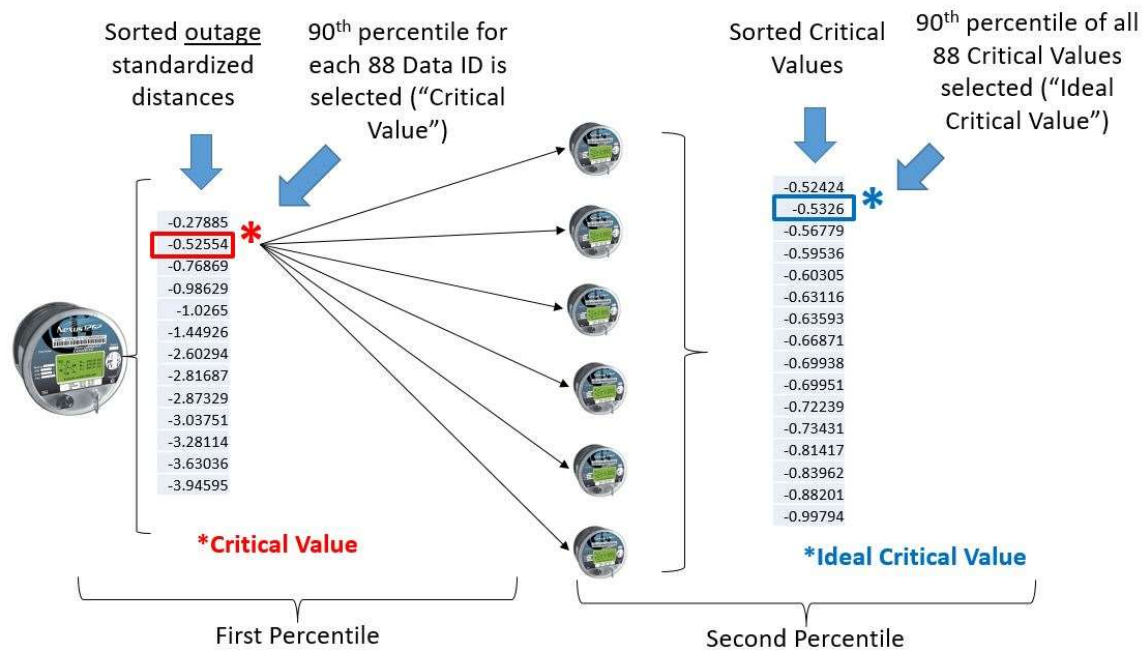 Sorted outage
standardized
distances
90th percentile for
each 88 Data ID is
selected (“Critical
Value”)
Sorted Critical
Values
90th percentile of all
88 Critical Values
selected (“Ideal
Critical Value”)
-0.27885
-0.52554
-0.76869
-0.98629
-1.0265
-1.44926
-2.60294
-2.81687
-2.87329
-3.03751
-3.28114
-3.63036
-3.94595
*
*Critical Value
-0.52424
-0.5326
-0.56779
-0.59536
-0.60305
-0.63116
-0.63593
-0.66871
-0.69938
-0.69951
-0.72239
-0.73431
-0.81417
-0.83962
-0.88201
-0.99794
*
*Ideal Critical Value
First Percentile
Second Percentile